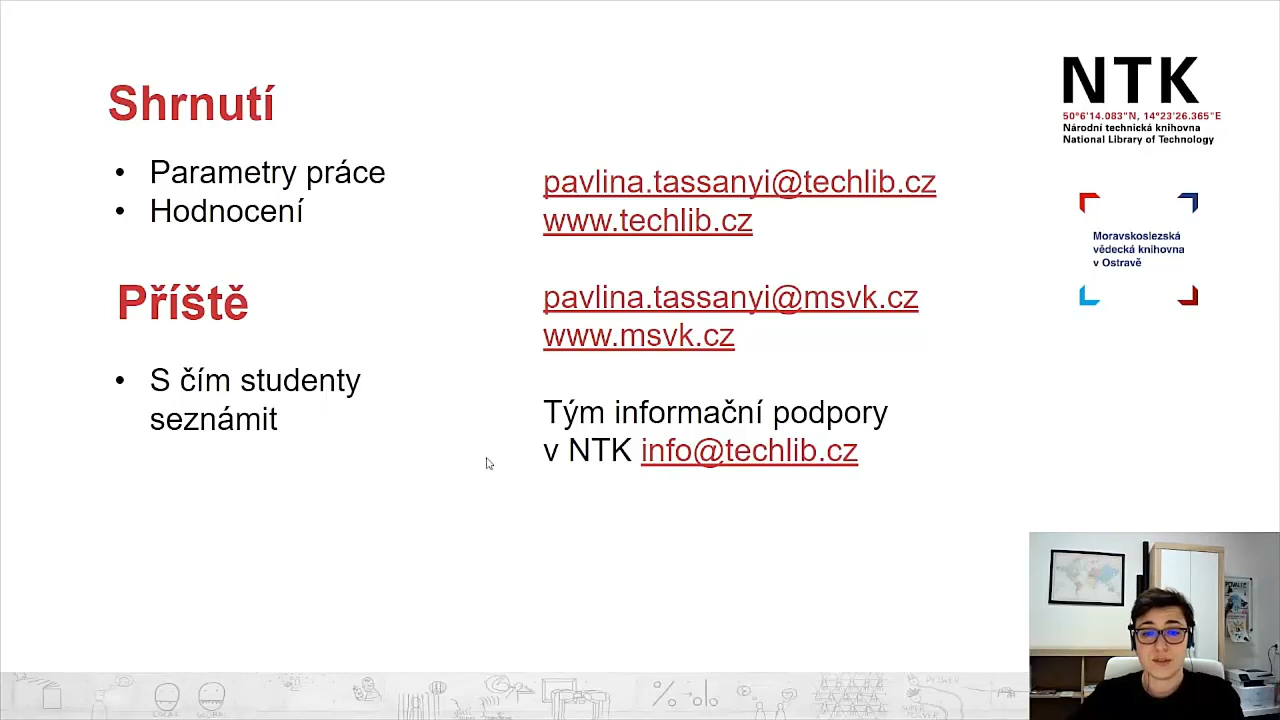 Shrnutí
• Parametry práce
• Hodnocení
Příště
• S čím studenty
seznámit
pavlina.tassanyi@techlib.cz
www.techlib.cz
pavlina.tassanyi@msvk.cz
www.msvk.cz
Tým informační podpory
v NTK info@techlib.cz
NTK
50°6'14.083"N, 14°23'26.365"E
Národní technická knihovna
National Library of Technology
Moravskoslezská
vědecká knihovna
v Ostravě